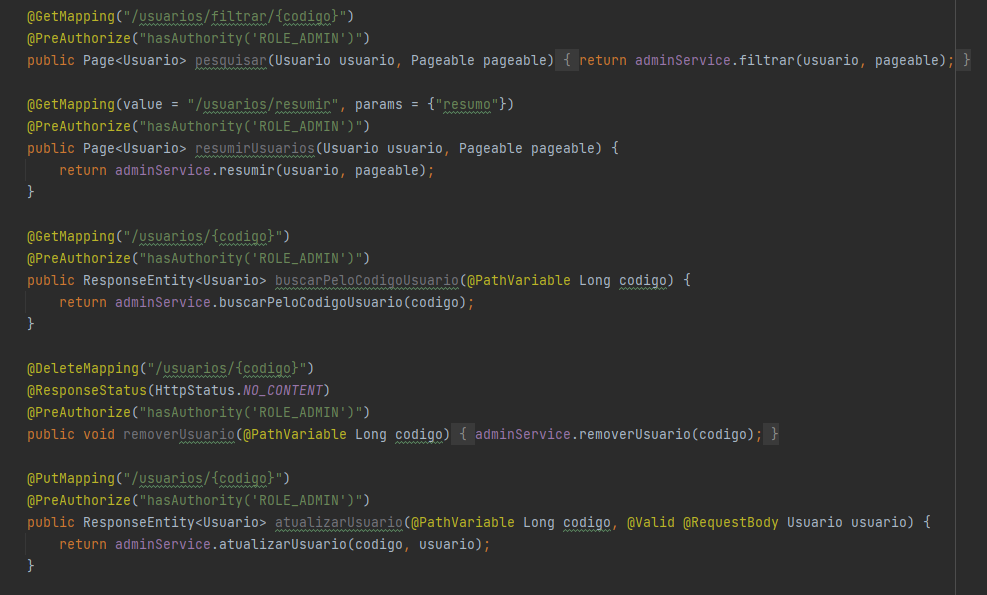 @GetMapping("/usuarios/filtrar/{codigo}")
@PreAuthorize("hasAuthority('ROLE_ADMIN')")
public Page<Usuario> pesquisar(Usuario usuario, Pageable pageable) { return adminService.filtrar(usuario, pageable); }
@GetMapping(value = "/usuarios/resumir", params = {"resumo"})
@PreAuthorize("hasAuthority('ROLE_ADMIN')")
public Page<Usuario> resumirUsuarios(Usuario usuario, Pageable pageable) {
    return adminService.resumir(usuario, pageable);
}
@GetMapping("/usuarios/{codigo}")
@PreAuthorize("hasAuthority('ROLE_ADMIN')")
public ResponseEntity<Usuario> buscarPeloCodigoUsuario(@PathVariable Long codigo) {
    return adminService.buscarPeloCodigoUsuario(codigo);
}
@DeleteMapping("/usuarios/{codigo}")
@ResponseStatus(HttpStatus.NO_CONTENT)
@PreAuthorize("hasAuthority('ROLE_ADMIN')")
public void removerUsuario(@PathVariable Long codigo) { adminService.removerUsuario(codigo); }
@PutMapping("/usuarios/{codigo}")
@PreAuthorize("hasAuthority('ROLE_ADMIN')")
public ResponseEntity<Usuario> atualizarUsuario(@PathVariable Long codigo, @Valid @RequestBody Usuario usuario) {
    return adminService.atualizarUsuario(codigo, usuario);
}